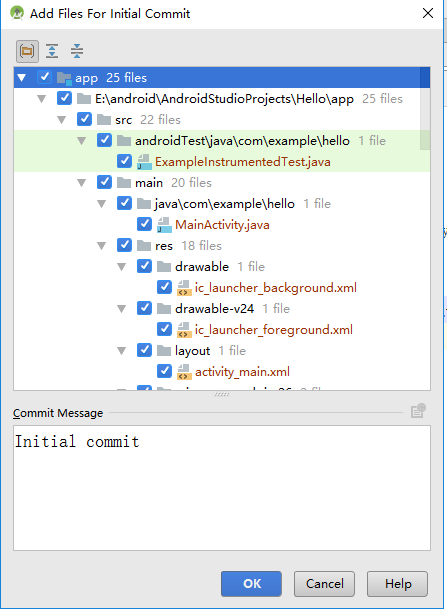 Add Files For Initial Commit
app 25 files
E:\android\AndroidStudioProjects\Hello\app 25 files
src 22 files
androidTest\java\com\example\hello 1 file
ExampleInstrumentedTest.java
main 20 files
java\com\example\hello 1 file
MainActivity.java
res 18 files
drawable 1 file
ic_launcher_background.xml
drawable-v24 1 file
ic_launcher_foreground.xml
layout 1 file
activity_main.xml
Commit Message
Initial commit
OK Cancel Help